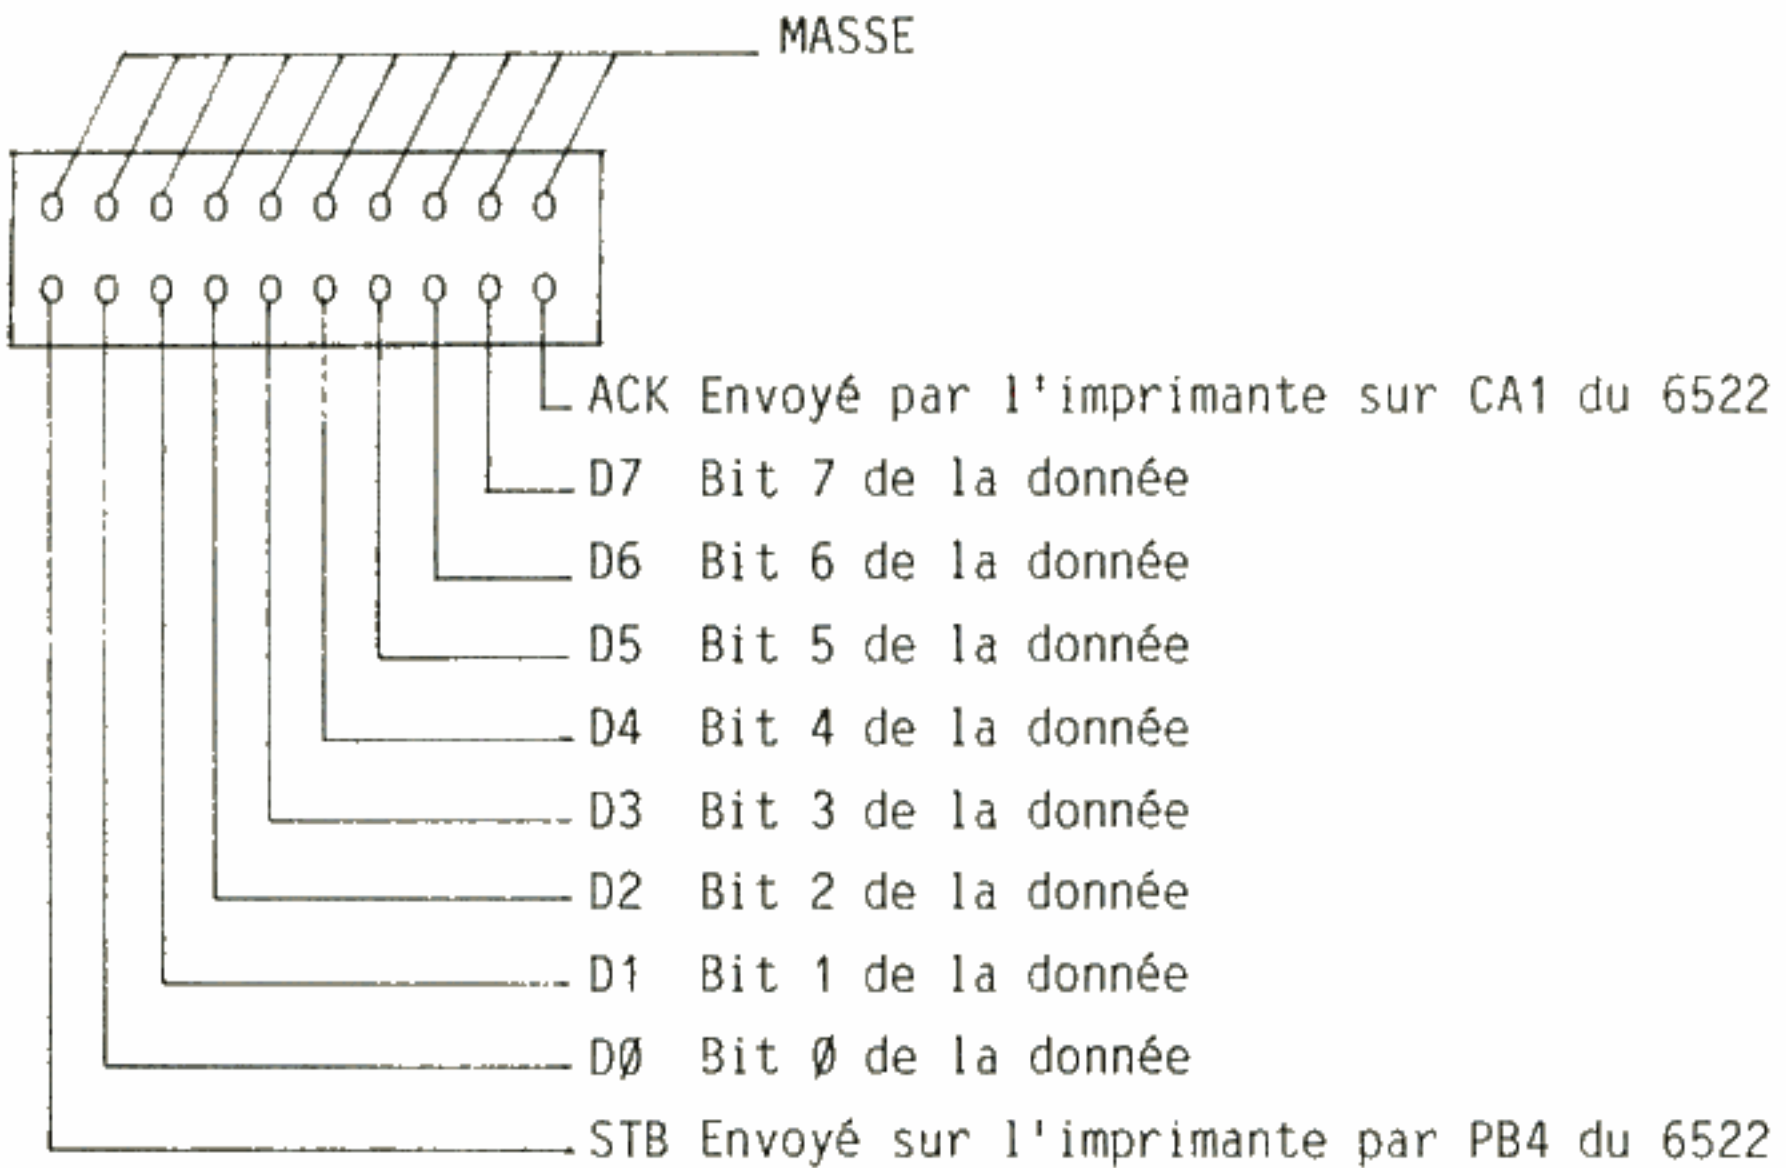 MASSE
ACK Envoyé par l'imprimante sur CA1 du 6522
D7 Bit 7 de la donnée
D6 Bit 6 de la donnée
D5 Bit 5 de la donnée
D4 Bit 4 de la donnée
D3 Bit 3 de la donnée
D2 Bit 2 de la donnée
D1 Bit 1 de la donnée
DØ Bit Ø de la donnée
STB Envoyé sur l'imprimante par PB4 du 6522